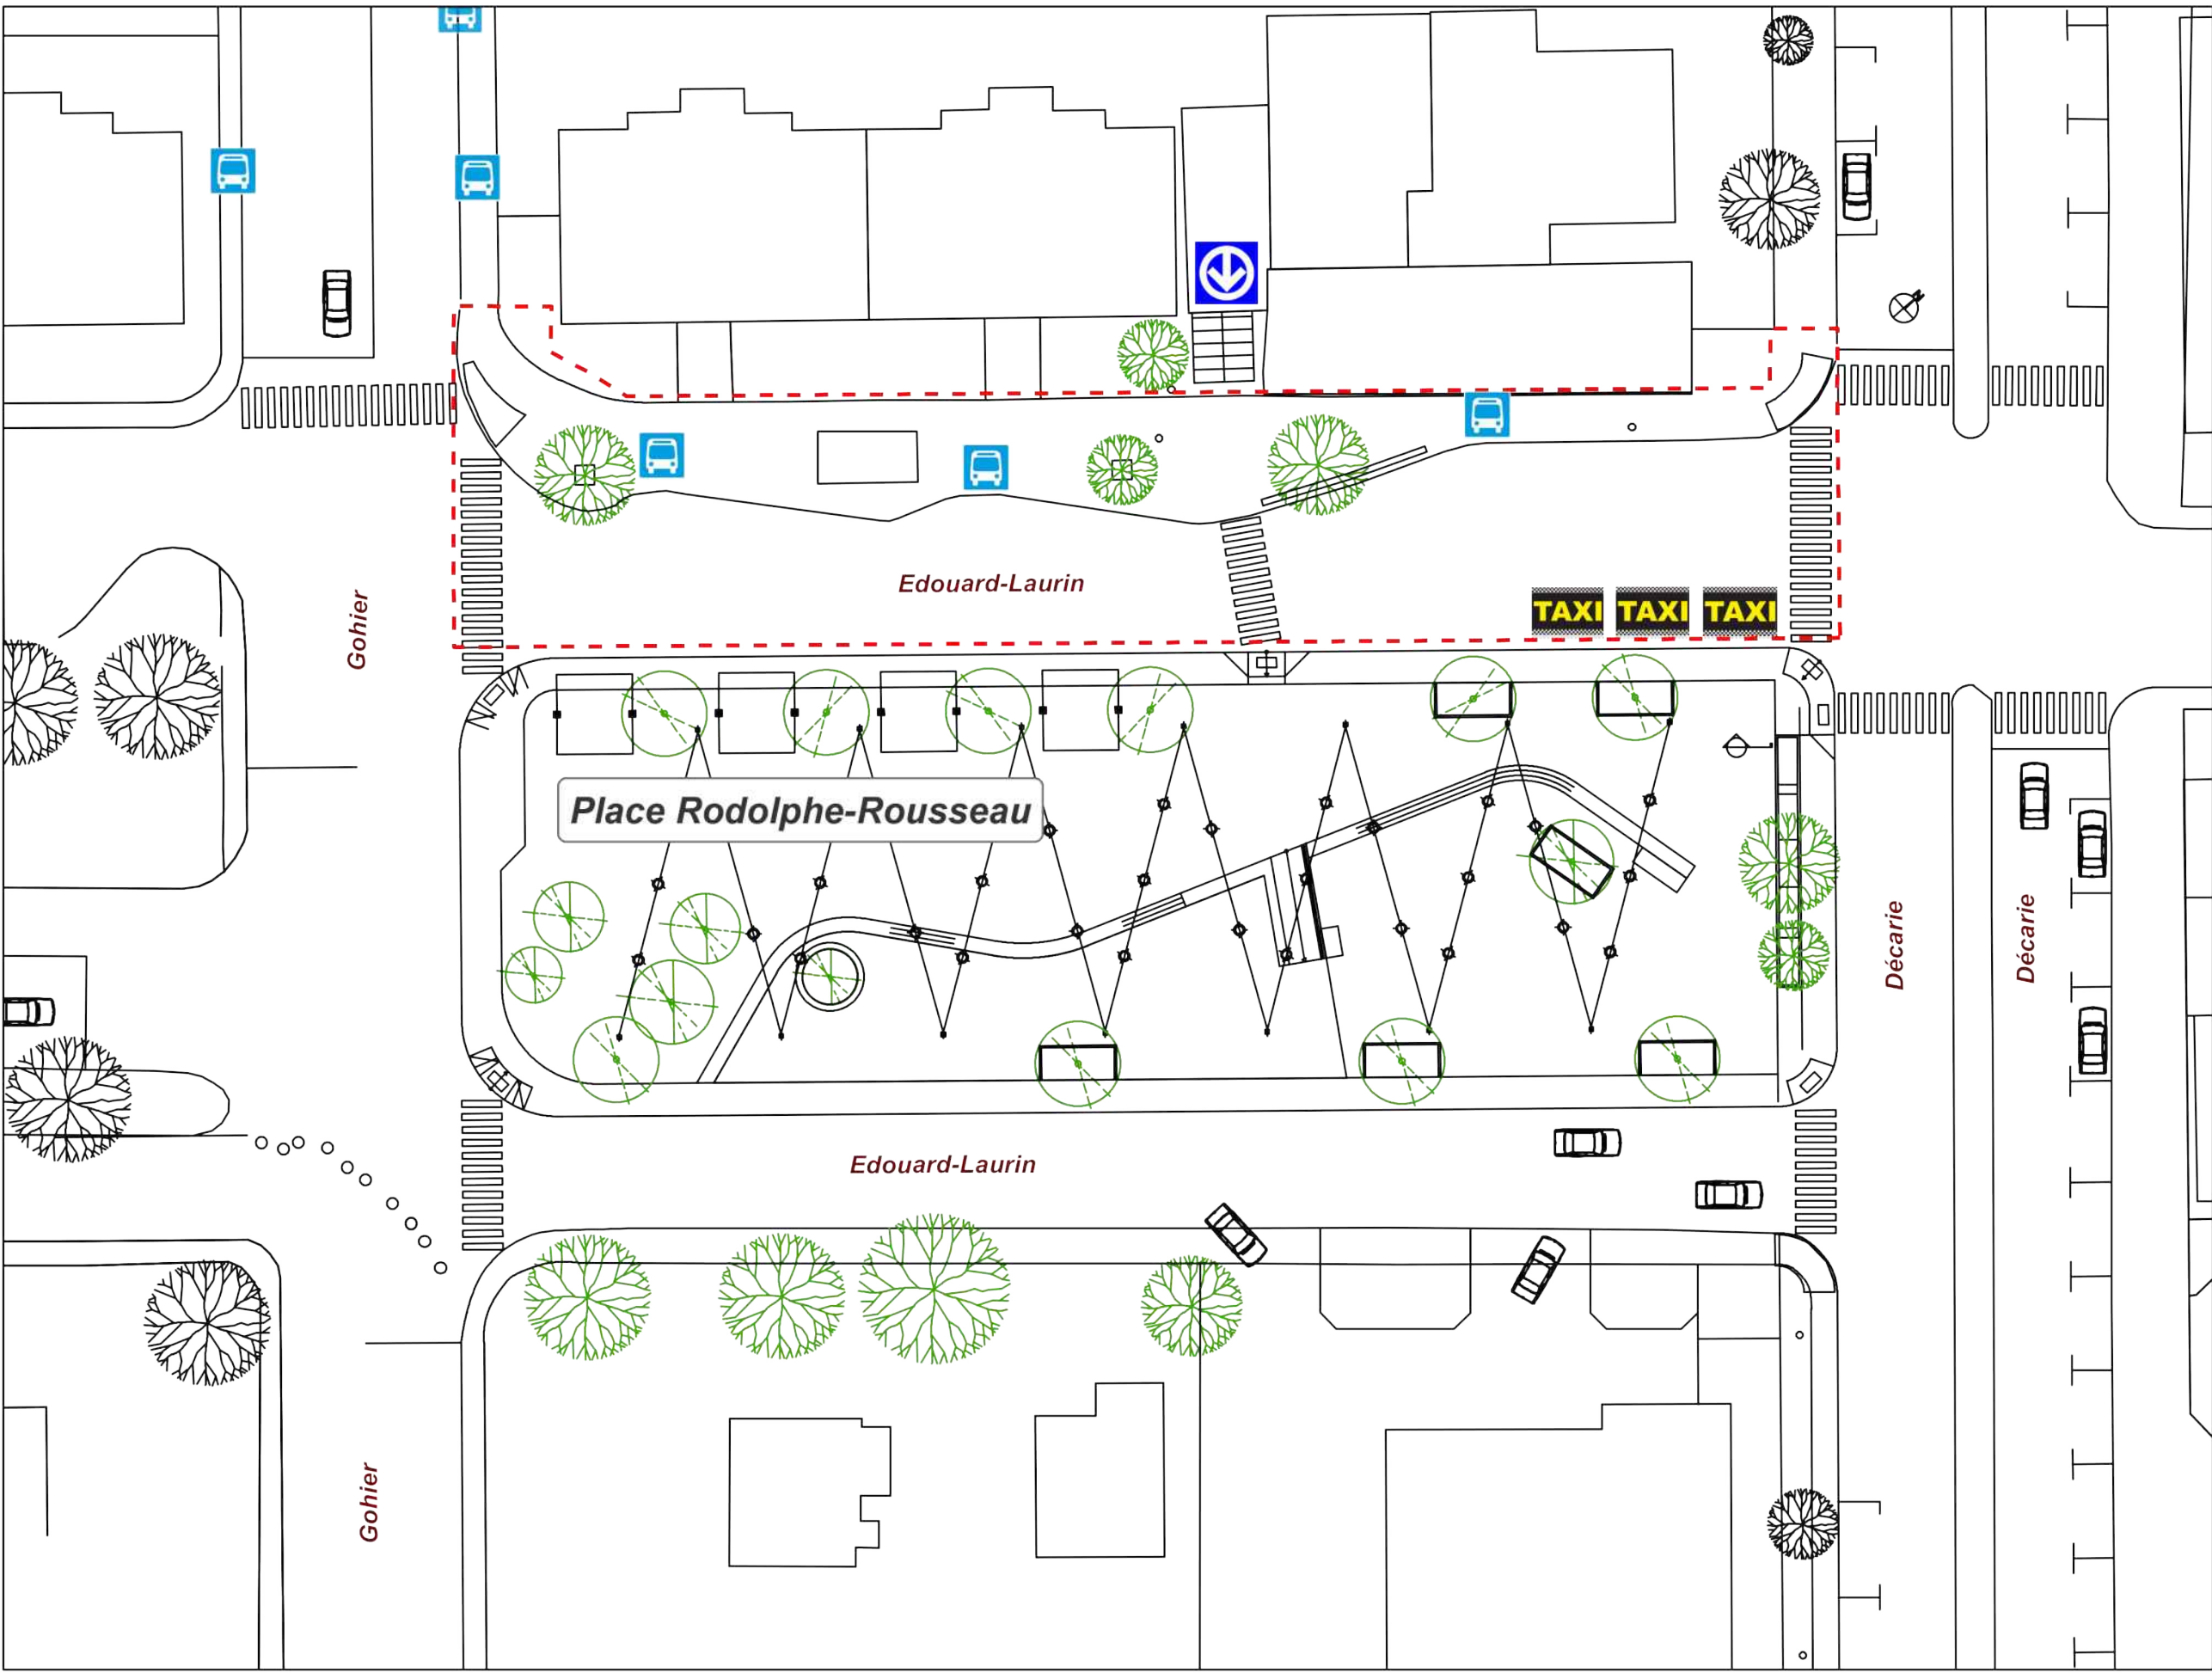 Edouard-Laurin
Gohier
TAXI TAXI TAXI
Place Rodolphe-Rousseau
Décarie
Décarie
Edouard-Laurin
Gohier